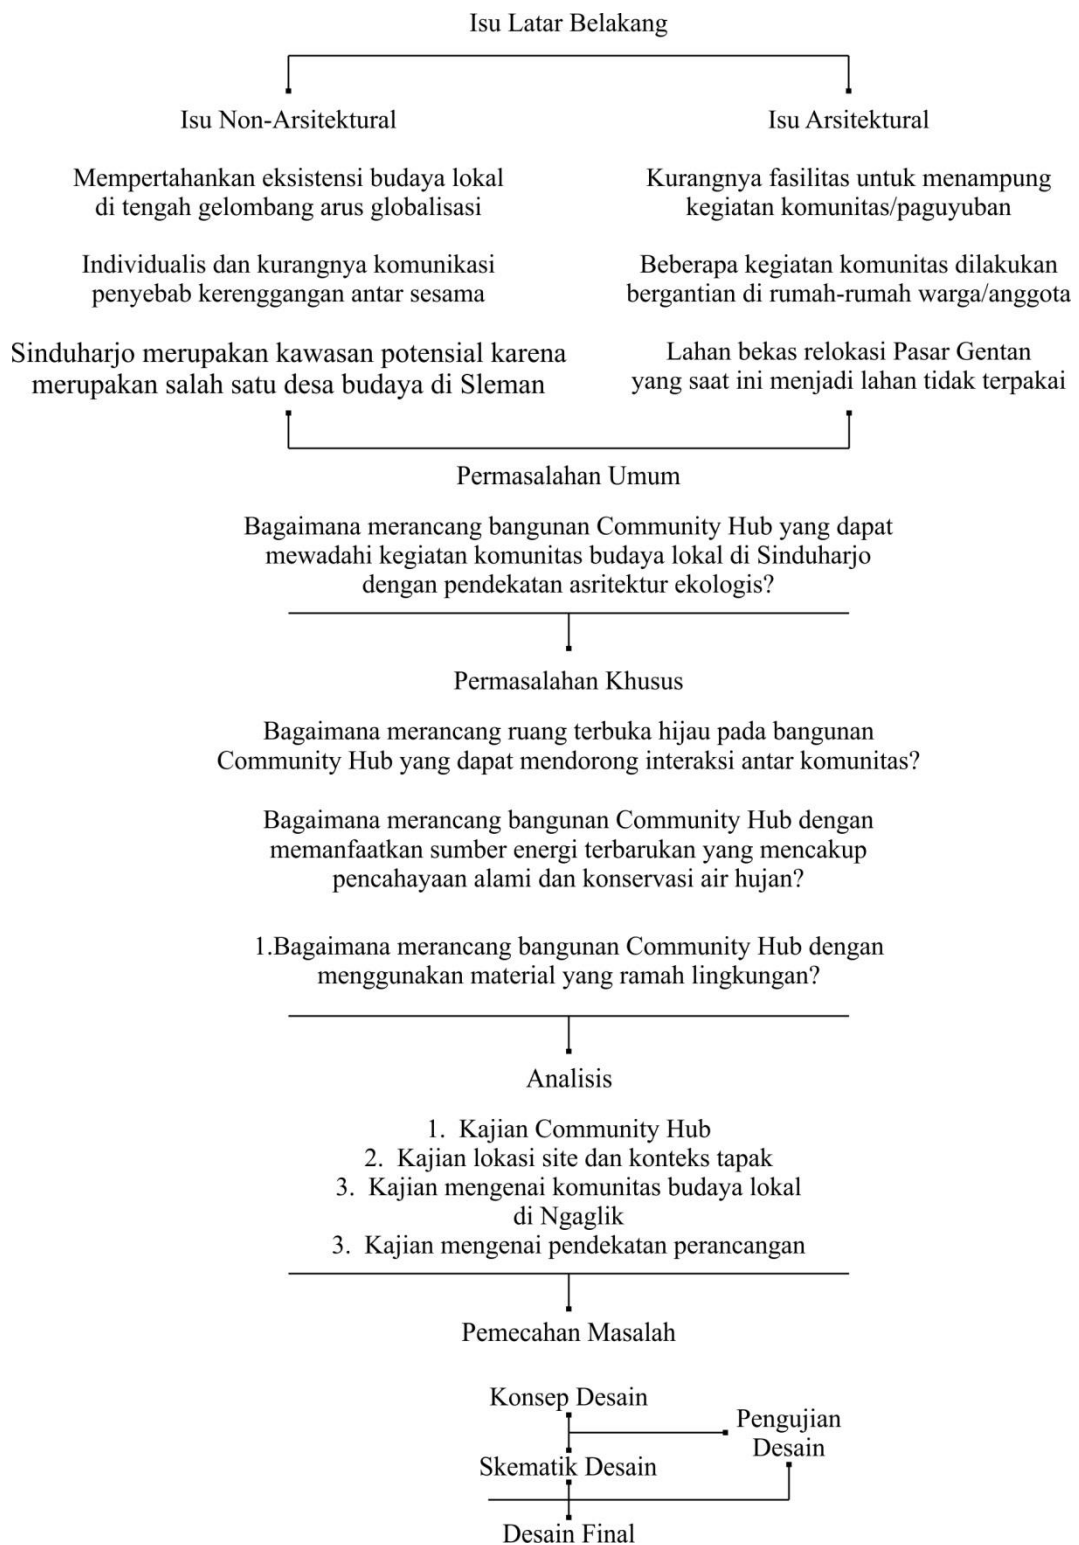 Isu Latar Belakang
Isu Non-Arsitektural
Mempertahankan eksistensi budaya lokal
di tengah gelombang arus globalisasi
Individualis dan kurangnya komunikasi
penyebab kerenggangan antar sesama
Sinduharjo merupakan kawasan potensial karena
merupakan salah satu desa budaya di Sleman
Isu Arsitektural
Kurangnya fasilitas untuk menampung
kegiatan komunitas/paguyuban
Beberapa kegiatan komunitas dilakukan
bergantian di rumah-rumah warga/anggota
Lahan bekas relokasi Pasar Gentan
yang saat ini menjadi lahan tidak terpakai
Permasalahan Umum
Bagaimana merancang bangunan Community Hub yang dapat
mewadahi kegiatan komunitas budaya lokal di Sinduharjo
dengan pendekatan asritektur ekologis?
Permasalahan Khusus
Bagaimana merancang ruang terbuka hijau pada bangunan
Community Hub yang dapat mendorong interaksi antar komunitas?
Bagaimana merancang bangunan Community Hub dengan
memanfaatkan sumber energi terbarukan yang mencakup
pencahayaan alami dan konservasi air hujan?
1.Bagaimana merancang bangunan Community Hub dengan
menggunakan material yang ramah lingkungan?
Analisis
1. Kajian Community Hub
2. Kajian lokasi site dan konteks tapak
3. Kajian mengenai komunitas budaya lokal
di Ngaglik
3. Kajian mengenai pendekatan perancangan
Pemecahan Masalah
Konsep Desain
Pengujian
Desain
Skematik Desain
Desain Final